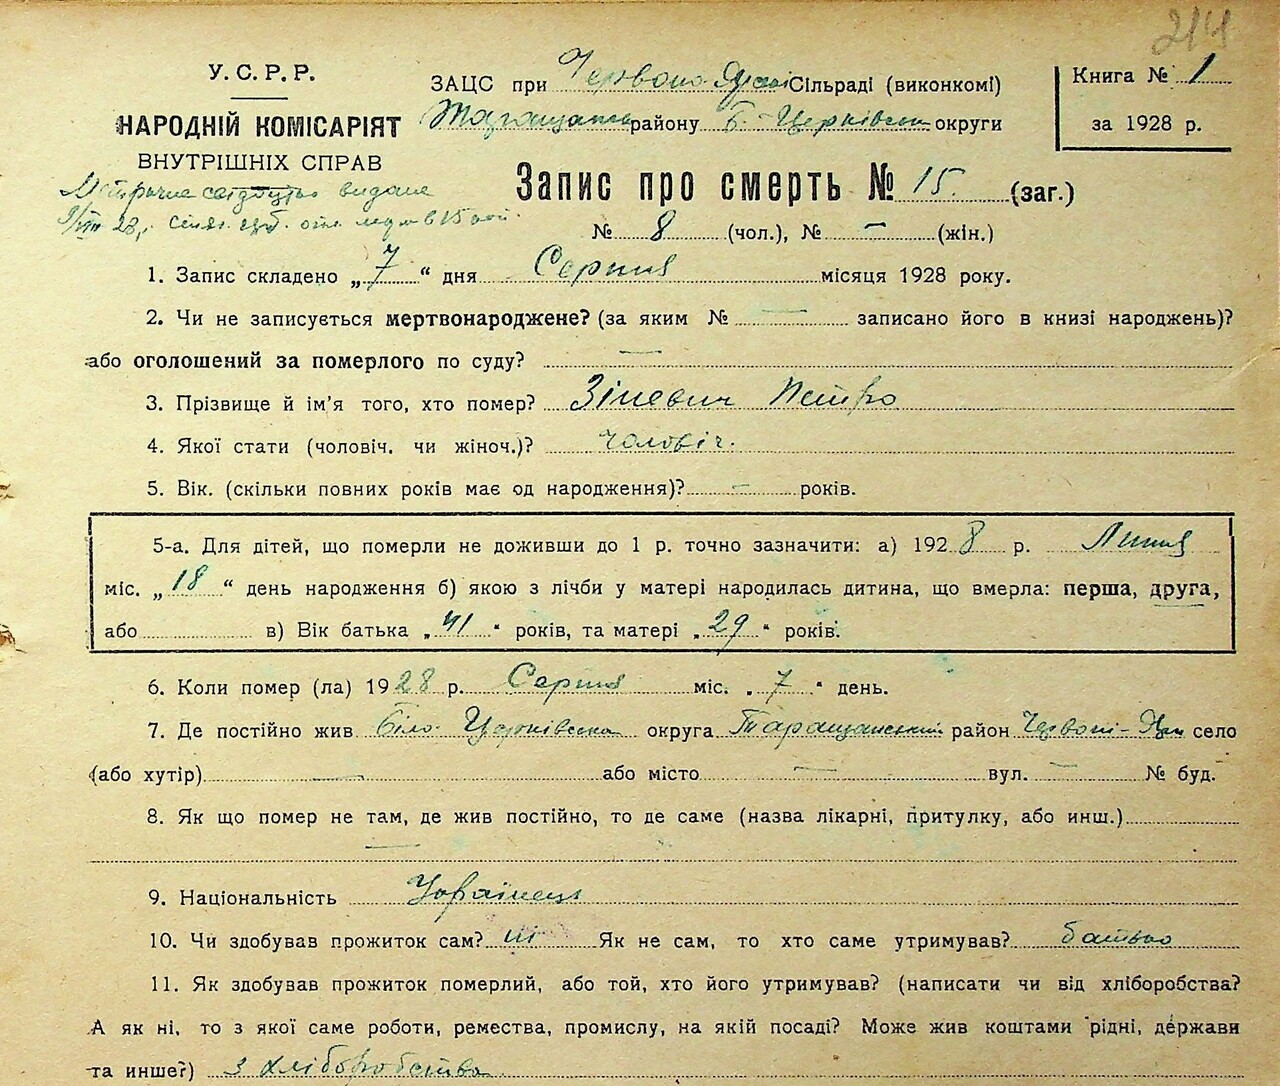 214
У. С. Р. Р.
НАРОДНІЙ КОМІСАРІЯТ
ВНУТРІШНІХ СПРАВ
видане
ЗАЦС при Червоно Сільраді (виконкомі)
району Б.-Церківськ округи
Книга № 1
за 1928 р.
Запис про смерть № 15. (заг.)
№ 8 (чол.), № – (жін.)
1. Запис складено „ 7 “ дня Серпня місяця 1928 року.
2. Чи не записується мертвонароджене? (за яким № — записано його в книзі народжень)?
або оголошений за померлого по суду? —
3. Прізвище й ім’я того, хто помер? Зіневич Петро
4. Якої стати (чоловіч. чи жіноч.)? чоловіч.
5. Вік. (скільки повних років має од народження)? – років.
5-а. Для дітей, що померли не доживши до 1 р. точно зазначити: а) 1928 р. Липня
міс. „ 18 “ день народження б) якою з лічби у матері народилась дитина, що вмерла: перша, друга,
або в) Вік батька „ 41 “ років, та матері „ 29 “ років.
6. Коли помер (ла) 1928 р. Серпня міс. „ 7 “ день.
7. Де постійно жив Біло-Церківська округа Таращанський район Червоні- село
(або хутір) — або місто — вул. – № буд.
8. Як що помер не там, де жив постійно, то де саме (назва лікарні, притулку, або инш.)
—
9. Національність Українець
10. Чи здобував прожиток сам? ні Як не сам, то хто саме утримував? батько
11. Як здобував прожиток померлий, або той, хто його утримував? (написати чи від хліборобства?
А як ні, то з якої саме роботи, ремества, промислу, на якій посаді? Може жив коштами рідні, держави
та инше?) з хліборобства